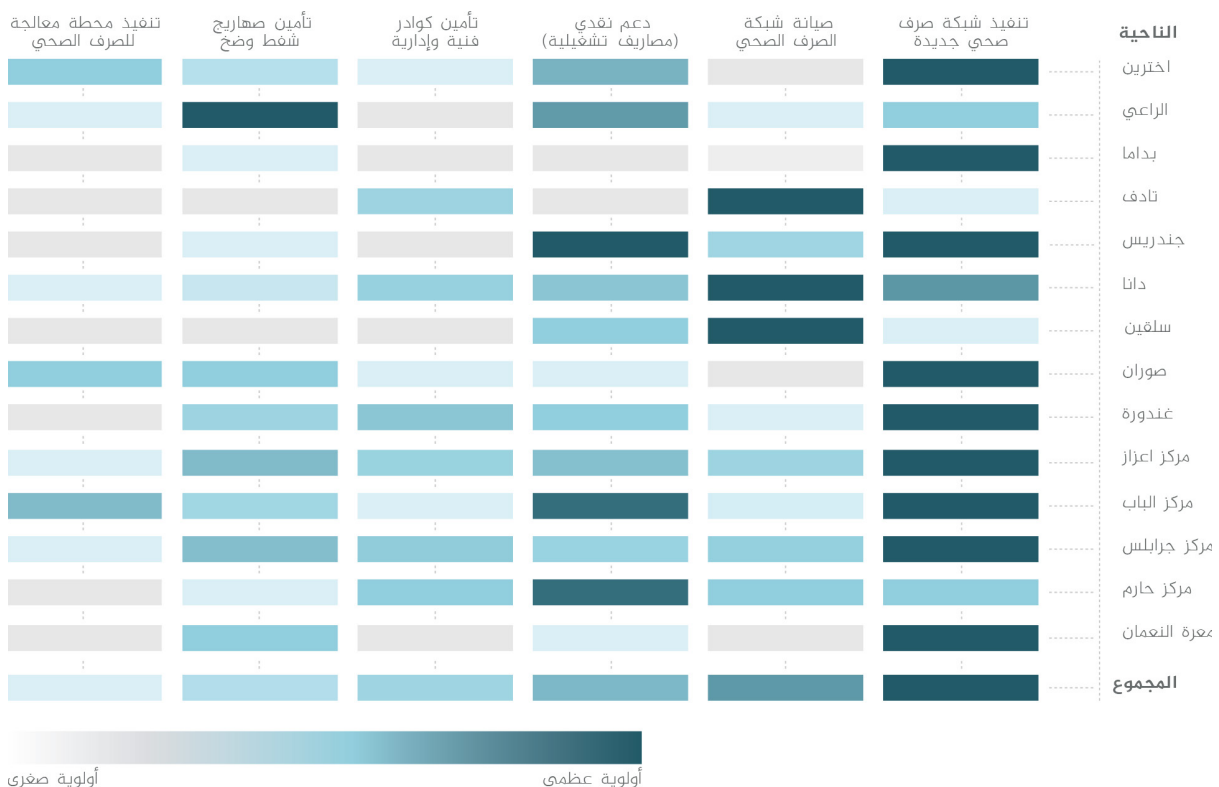 الناحية
تنفيذ شبكة صرف
صحي جديدة
صيانة شبكة
الصرف الصحي
دعم نقدي
(مصاريف تشغيلية)
تأمين كوادر
فنية وإدارية
تأمين صهاريج
شفط وضخ
تنفيذ محطة معالجة
للصرف الصحي
اخترين
الراعي
بداما
تادف
جنديريس
دانا
سلقين
صوران
غندورة
مركز اعزاز
مركز الباب
مركز جرابلس
مركز حارم
معرة النعمان
المجموع
أولوية عظمى
أولوية صغرى